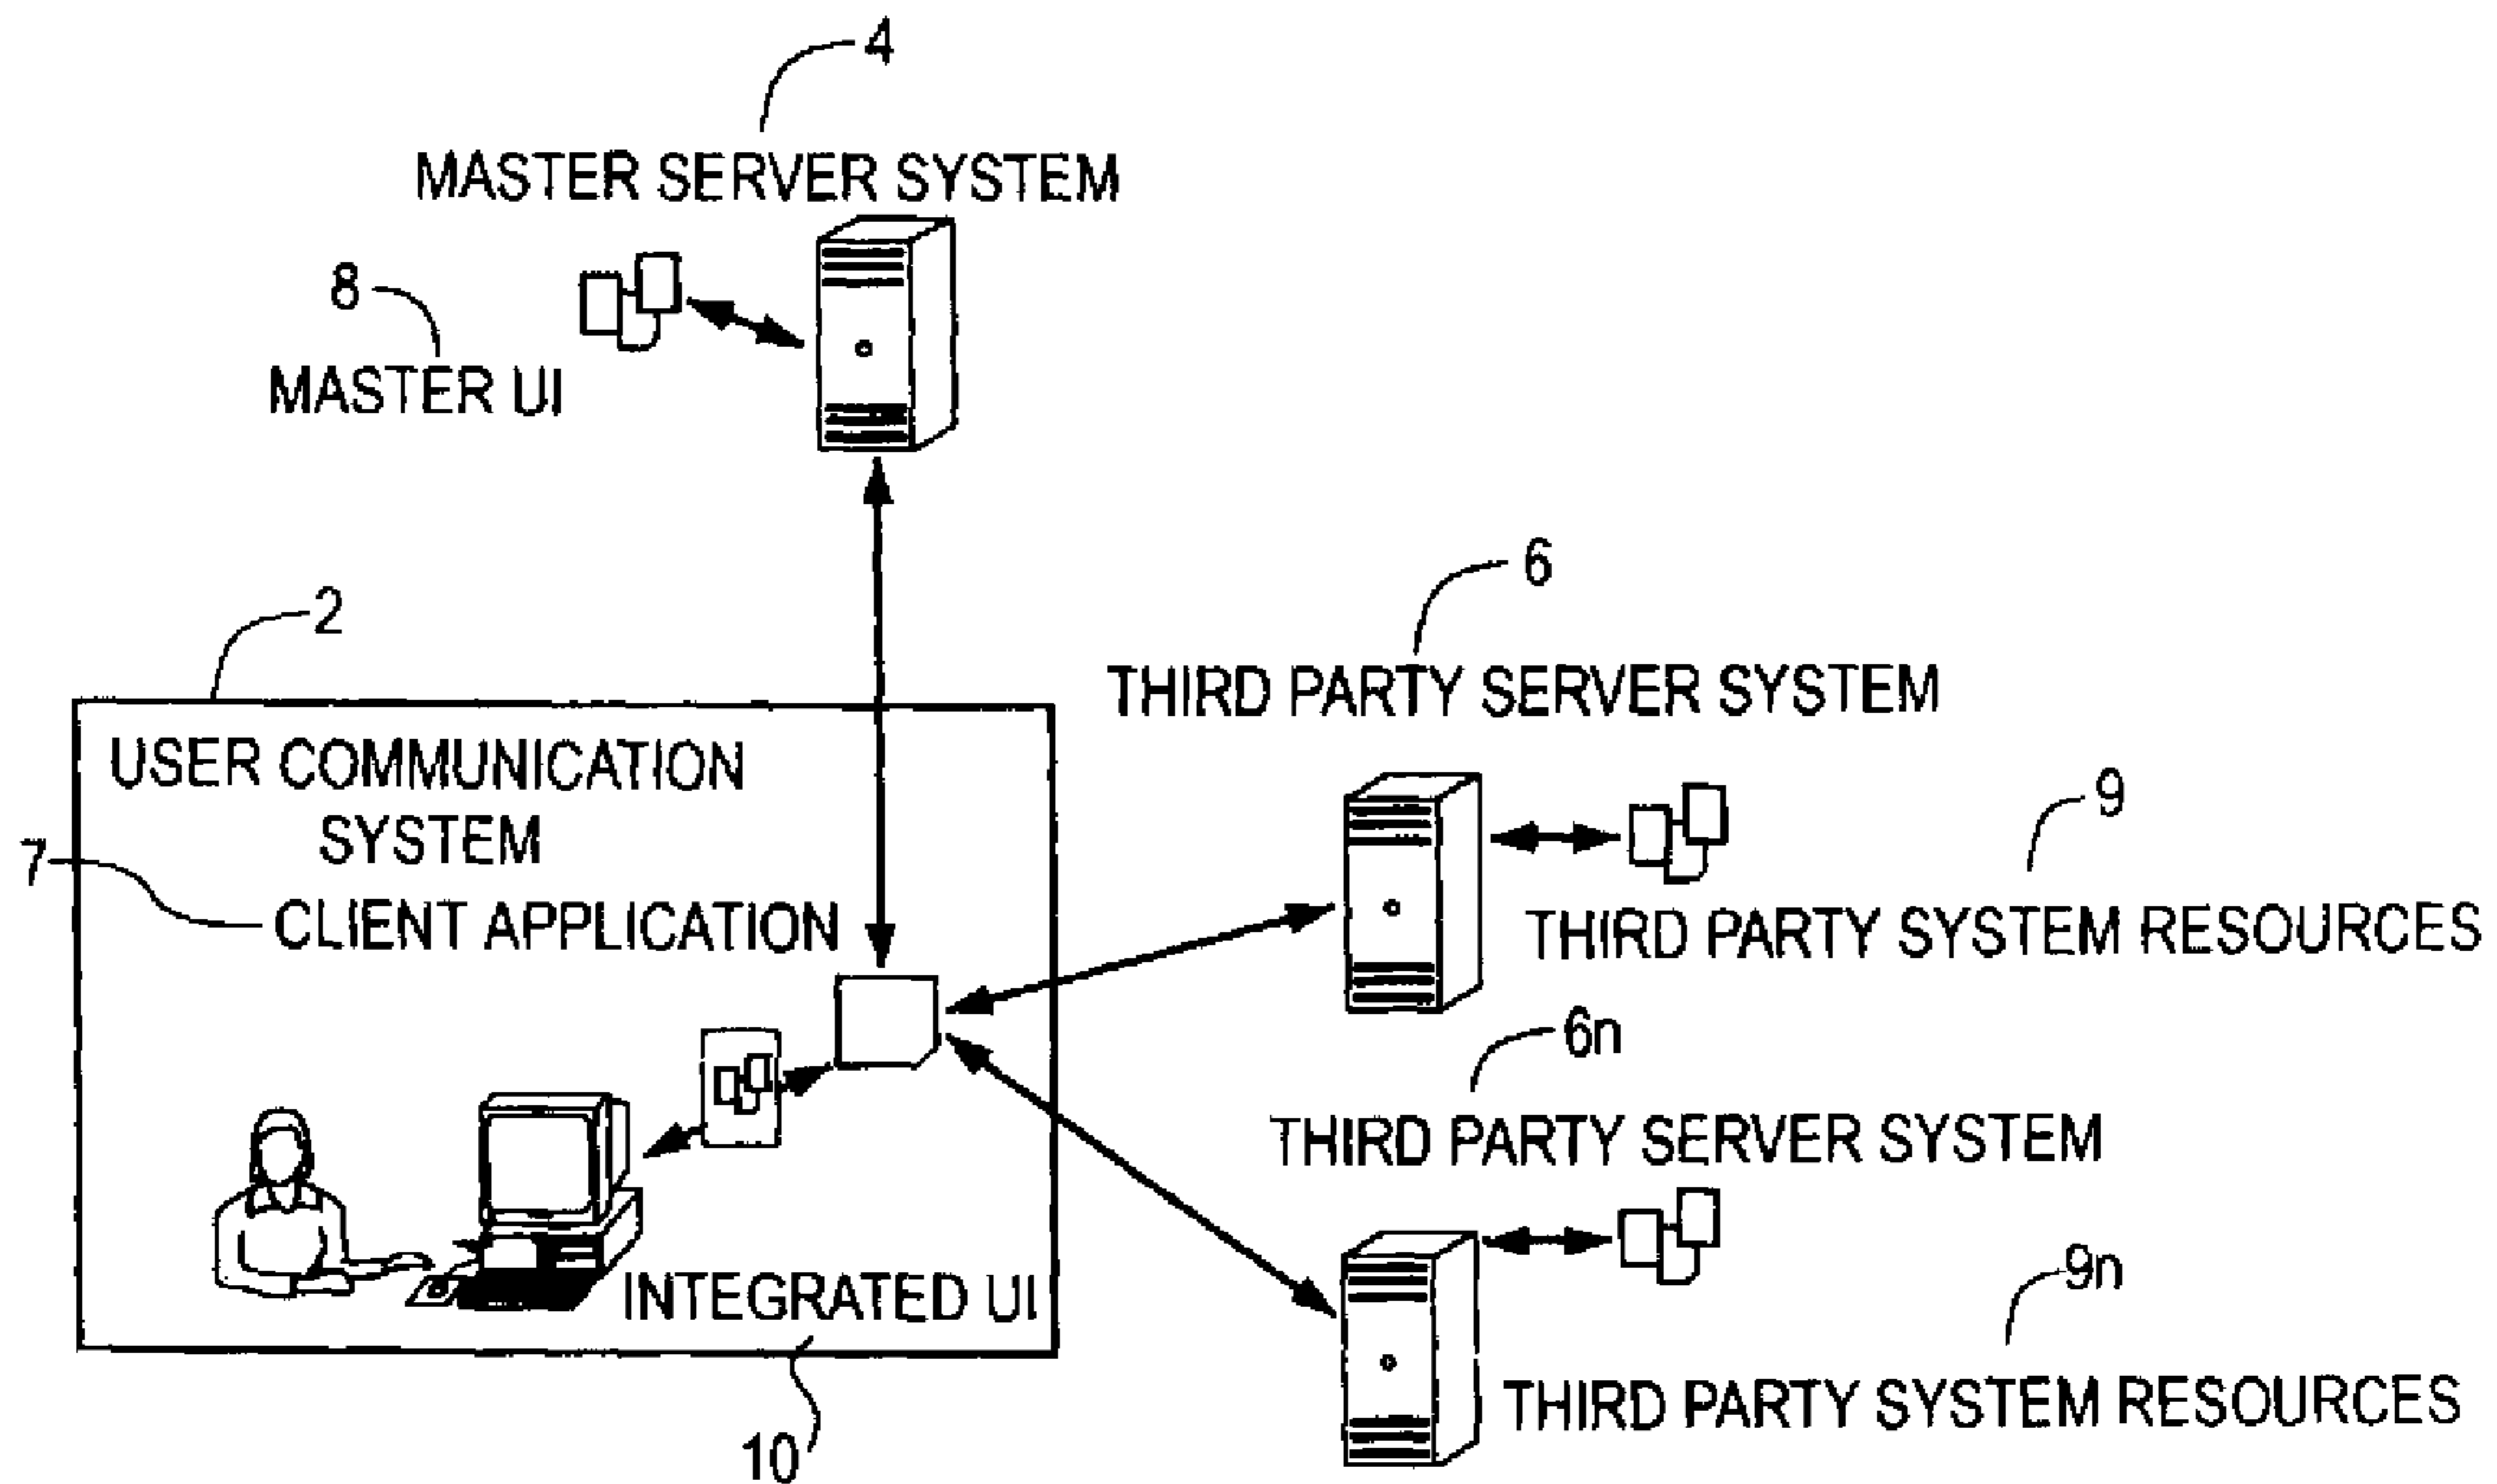 4
MASTER SERVER SYSTEM
8
MASTER UI
6
2
THIRD PARTY SERVER SYSTEM
USER COMMUNICATION
SYSTEM
9
7
CLIENT APPLICATION
THIRD PARTY SYSTEM RESOURCES
6n
THIRD PARTY SERVER SYSTEM
INTEGRATED UI
9n
THIRD PARTY SYSTEM RESOURCES
10